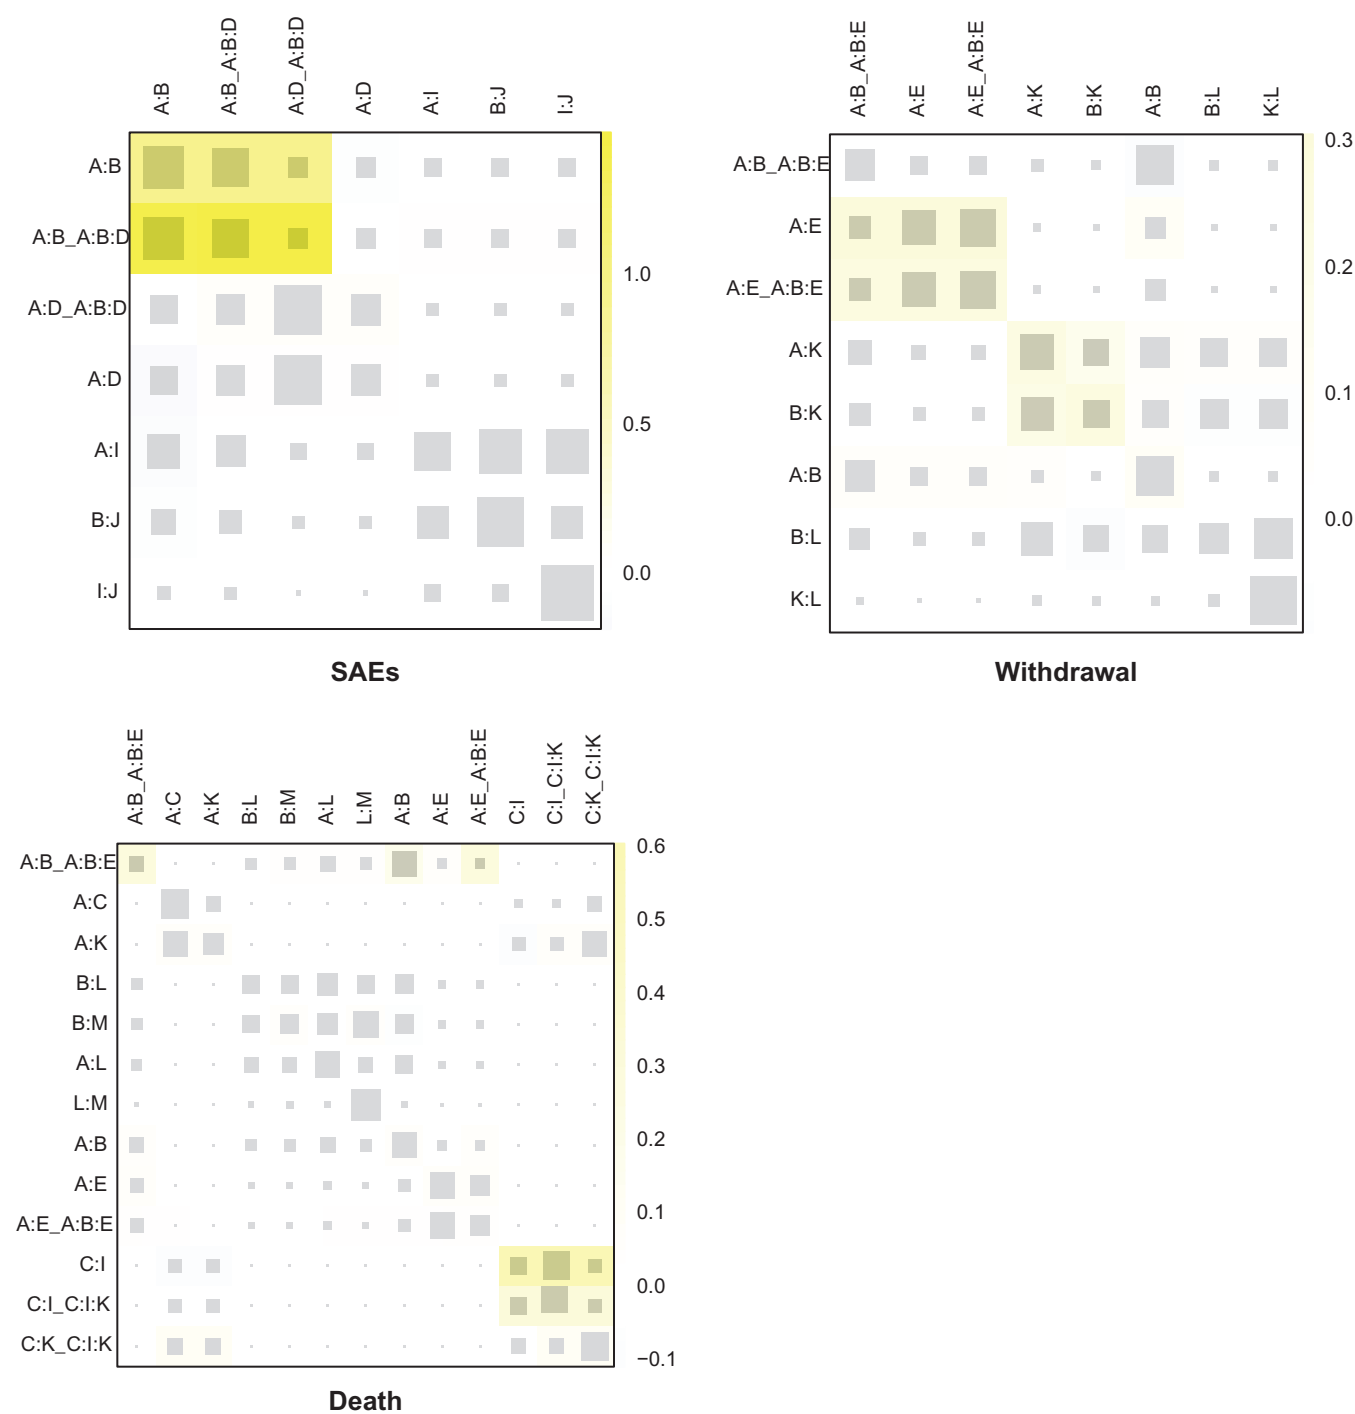 A:B A:B_A:B:D A:D_A:B:D A:D A:I B:J I:J
A:B
A:B_A:B:D
A:D_A:B:D
A:D
A:I
B:J
I:J
1.0
0.5
0.0
SAEs
A:B_A:B:E A:E A:E_A:B:E A:K B:K A:B B:L K:L
A:B_A:B:E
A:E
A:E_A:B:E
A:K
B:K
A:B
B:L
K:L
0.3
0.2
0.1
0.0
Withdrawal
A:B_A:B:E A:C A:K B:L B:M A:L L:M A:B A:E A:E_A:B:E C:I C:I_C:I:K C:K_C:I:K
A:B_A:B:E
A:C
A:K
B:L
B:M
A:L
L:M
A:B
A:E
A:E_A:B:E
C:I
C:I_C:I:K
C:K_C:I:K
0.6
0.5
0.4
0.3
0.2
0.1
0.0
−0.1
Death